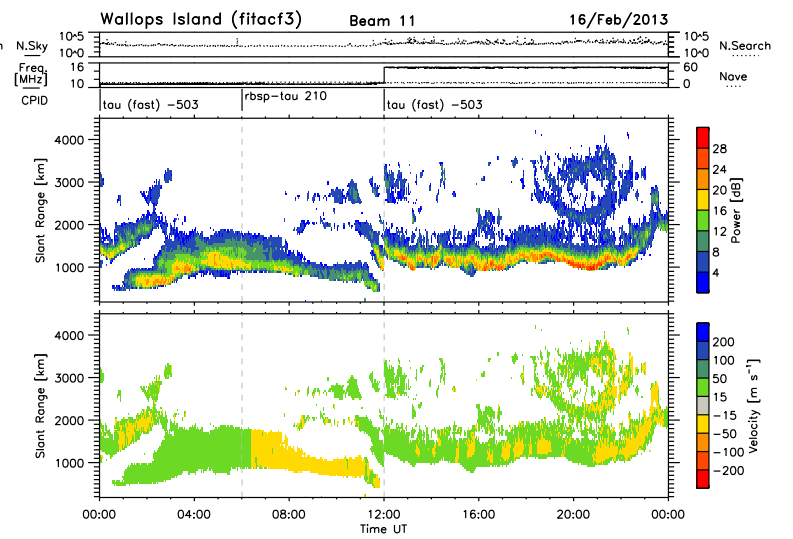 Wallops Island (fitacf3) Beam 11 16/Feb/2013
n N.Sky 10^5 10^0 10^5 10^0 N.Search
Freq. [MHz] 16 10 60 0 Nave
CPID tau (fast) −503 rbsp−tau 210 tau (fast) −503
Slant Range [km]
4000
3000
2000
1000
28
24
20
16
12
8
4
Power [dB]
Slant Range [km]
4000
3000
2000
1000
200
100
50
15
−15
−50
−100
−200
Velocity [m s⁻¹]
00:00 04:00 08:00 12:00 16:00 20:00 00:00
Time UT